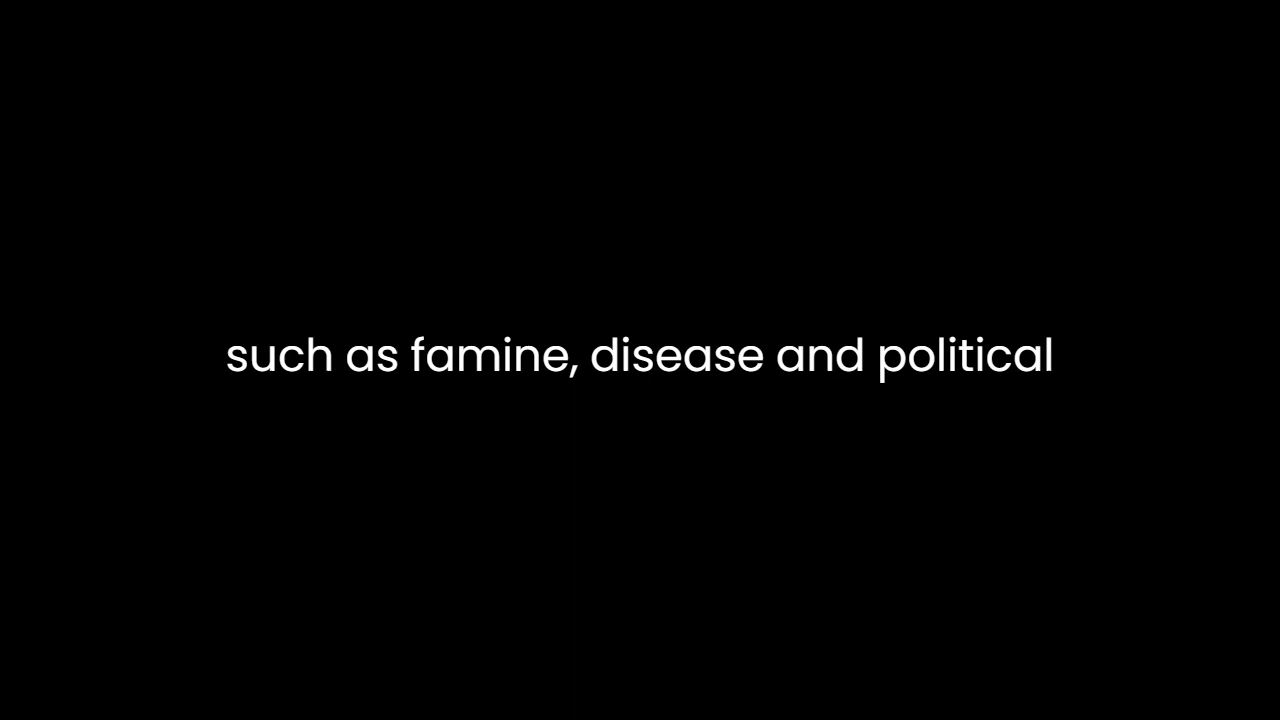 such as famine, disease and political